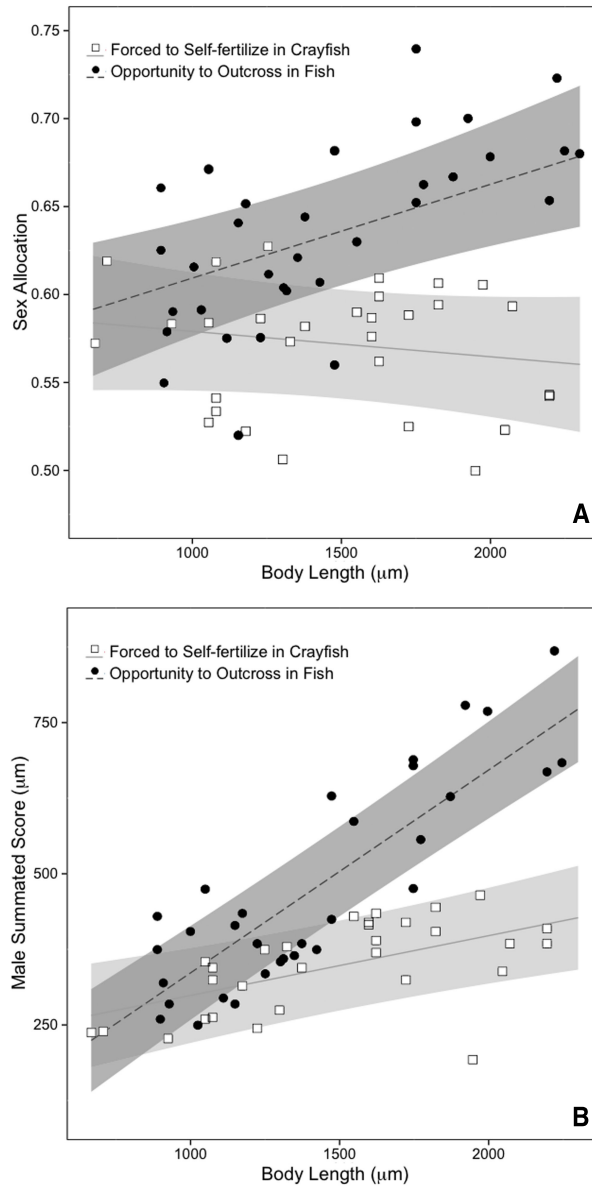 0.75
Forced to Self-fertilize in Crayfish
Opportunity to Outcross in Fish
0.70
0.65
0.60
0.55
0.50
Sex Allocation
1000 1500 2000
Body Length (μm)
A
Forced to Self-fertilize in Crayfish
Opportunity to Outcross in Fish
750
500
250
Male Summated Score (μm)
1000 1500 2000
Body Length (μm)
B